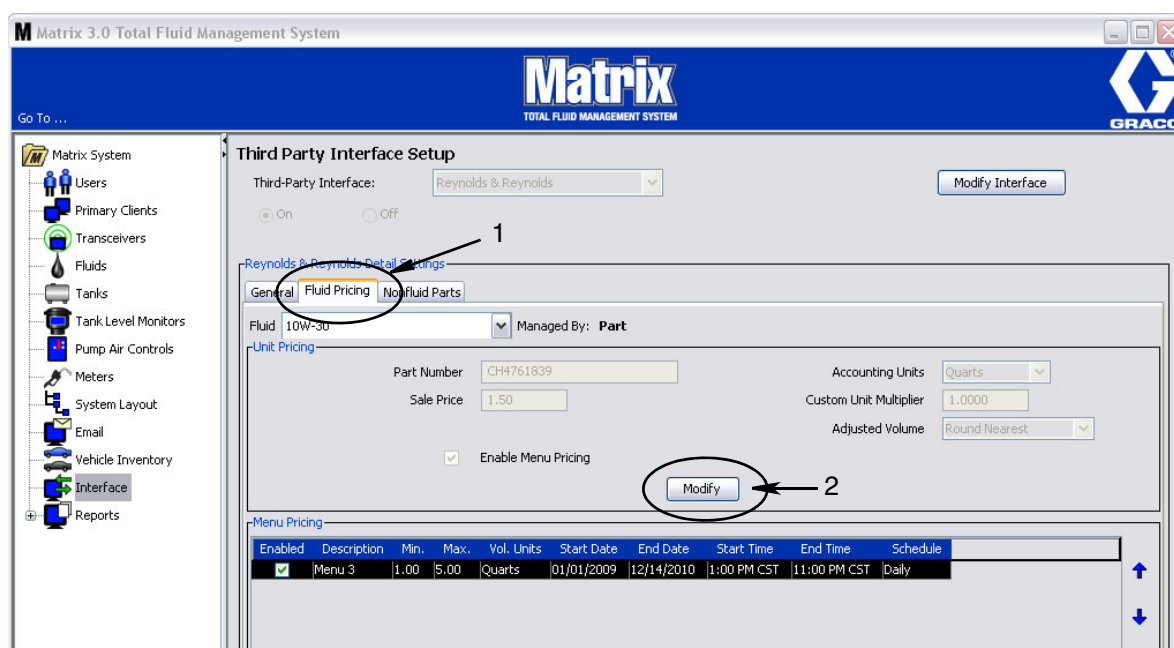 Matrix 3.0 Total Fluid Management System
Matrix
TOTAL FLUID MANAGEMENT SYSTEM
Go To ...
GRACO
Matrix System
Users
Primary Clients
Transceivers
Fluids
Tanks
Tank Level Monitors
Pump Air Controls
Meters
System Layout
Email
Vehicle Inventory
Interface
Reports
Third Party Interface Setup
Third-Party Interface: Reynolds & Reynolds Modify Interface
On Off
1
Reynolds & Reynolds Detail Settings
General Fluid Pricing Nonfluid Parts
Fluid 10W-30 Managed By: Part
Unit Pricing
Part Number CH4761839 Accounting Units Quarts
Sale Price 1.50 Custom Unit Multiplier 1.0000
Adjusted Volume Round Nearest
Enable Menu Pricing
Modify 2
Menu Pricing
Enabled Description Min. Max. Vol. Units Start Date End Date Start Time End Time Schedule
Menu 3 1.00 5.00 Quarts 01/01/2009 12/14/2010 1:00 PM CST 11:00 PM CST Daily